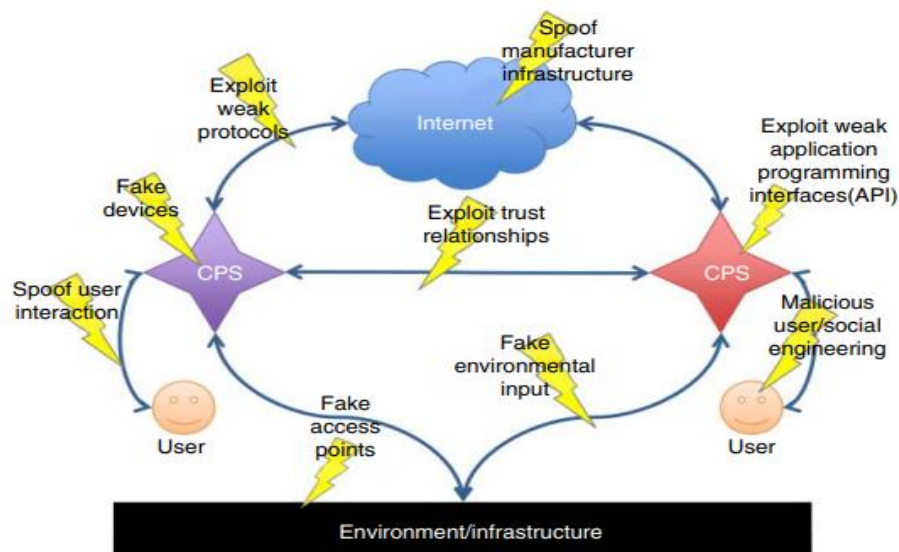 Spoof
manufacturer
infrastructure
Exploit
weak
protocols
Internet
Exploit weak
application
programming
interfaces(API)
Fake
devices
Exploit trust
relationships
CPS
CPS
Spoof user
interaction
Malicious
user/social
engineering
Fake
environmental
input
User
Fake
access
points
User
Environment/infrastructure